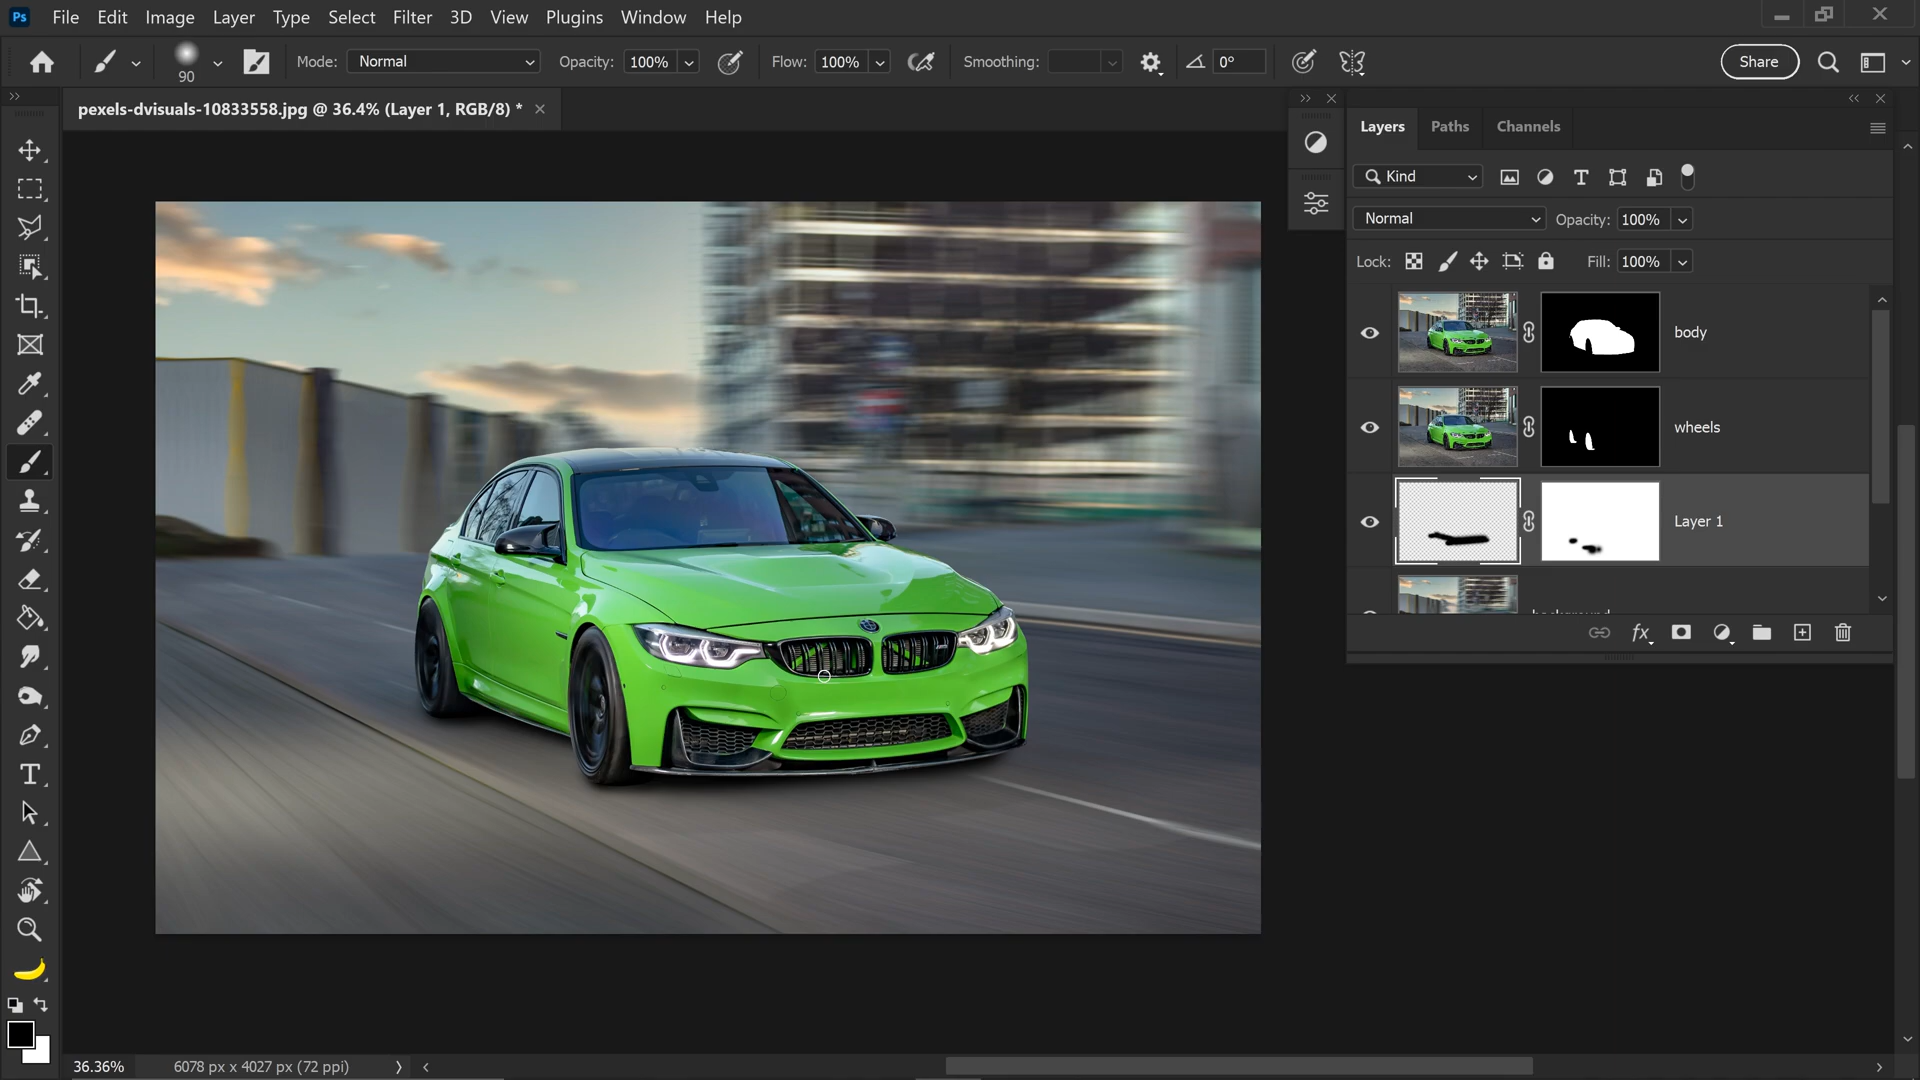 Ps File Edit Image Layer Type Select Filter 3D View Plugins Window Help
90 Mode: Normal Opacity: 100% Flow: 100% Smoothing: 0° Share
pexels-dvisuals-10833558.jpg @ 36.4% (Layer 1, RGB/8) *
Layers Paths Channels
Kind
Normal Opacity: 100%
Lock: Fill: 100%
body
wheels
Layer 1
background
36.36% 6078 px x 4027 px (72 ppi)